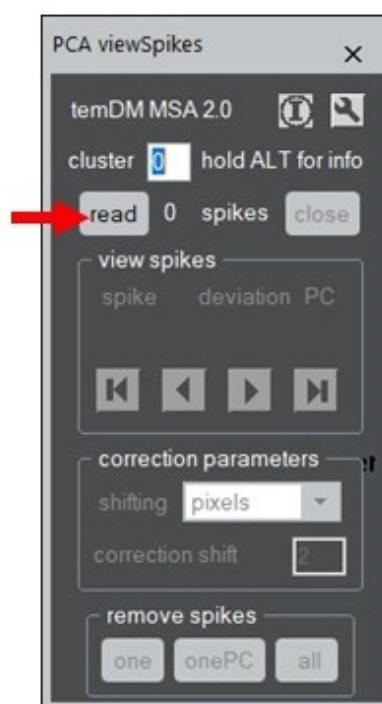 PCA viewSpikes
temDM MSA 2.0
cluster 0 hold ALT for info
read 0 spikes close
view spikes
spike deviation PC
correction parameters
shifting pixels
correction shift 2
remove spikes
one onePC all